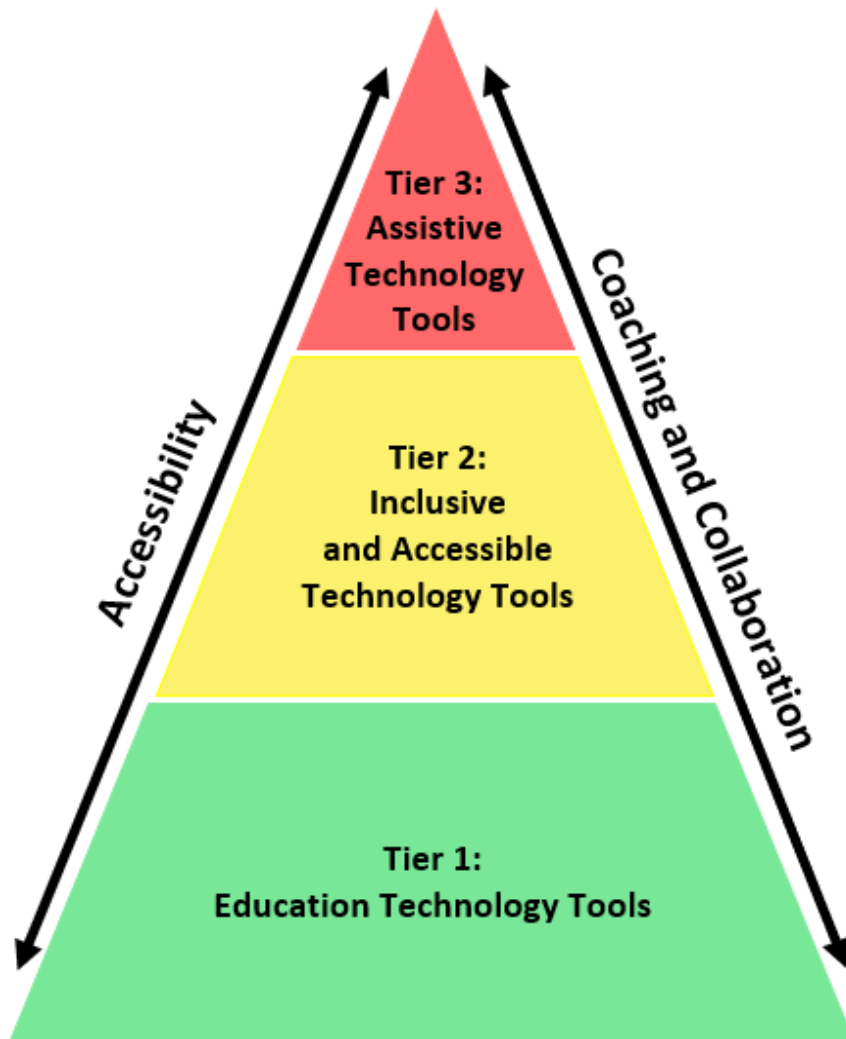 Tier 3:
Assistive
Technology
Tools
Accessibility
Coaching and Collaboration
Tier 2:
Inclusive
and Accessible
Technology Tools
Tier 1:
Education Technology Tools